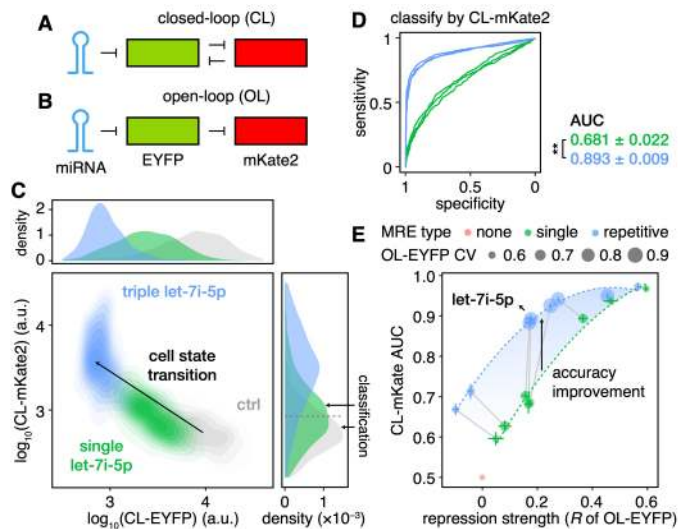 A
closed-loop (CL)
B
open-loop (OL)
miRNA
EYFP
mKate2
C
density
2
1
0
triple let-7i-5p
cell state
transition
ctrl
single
let-7i-5p
log10(CL-mKate2) (a.u.)
4
3
3
4
log10(CL-EYFP) (a.u.)
classification
0
1
density (×10⁻³)
D
classify by CL-mKate2
sensitivity
1
0.5
0
1
0
specificity
AUC
**
0.681 ± 0.022
0.893 ± 0.009
E
MRE type
none
single
repetitive
OL-EYFP CV
0.6
0.7
0.8
0.9
CL-mKate AUC
1.0
0.9
0.8
0.7
0.6
0.5
let-7i-5p
accuracy
improvement
0
0.2
0.4
0.6
repression strength (R of OL-EYFP)